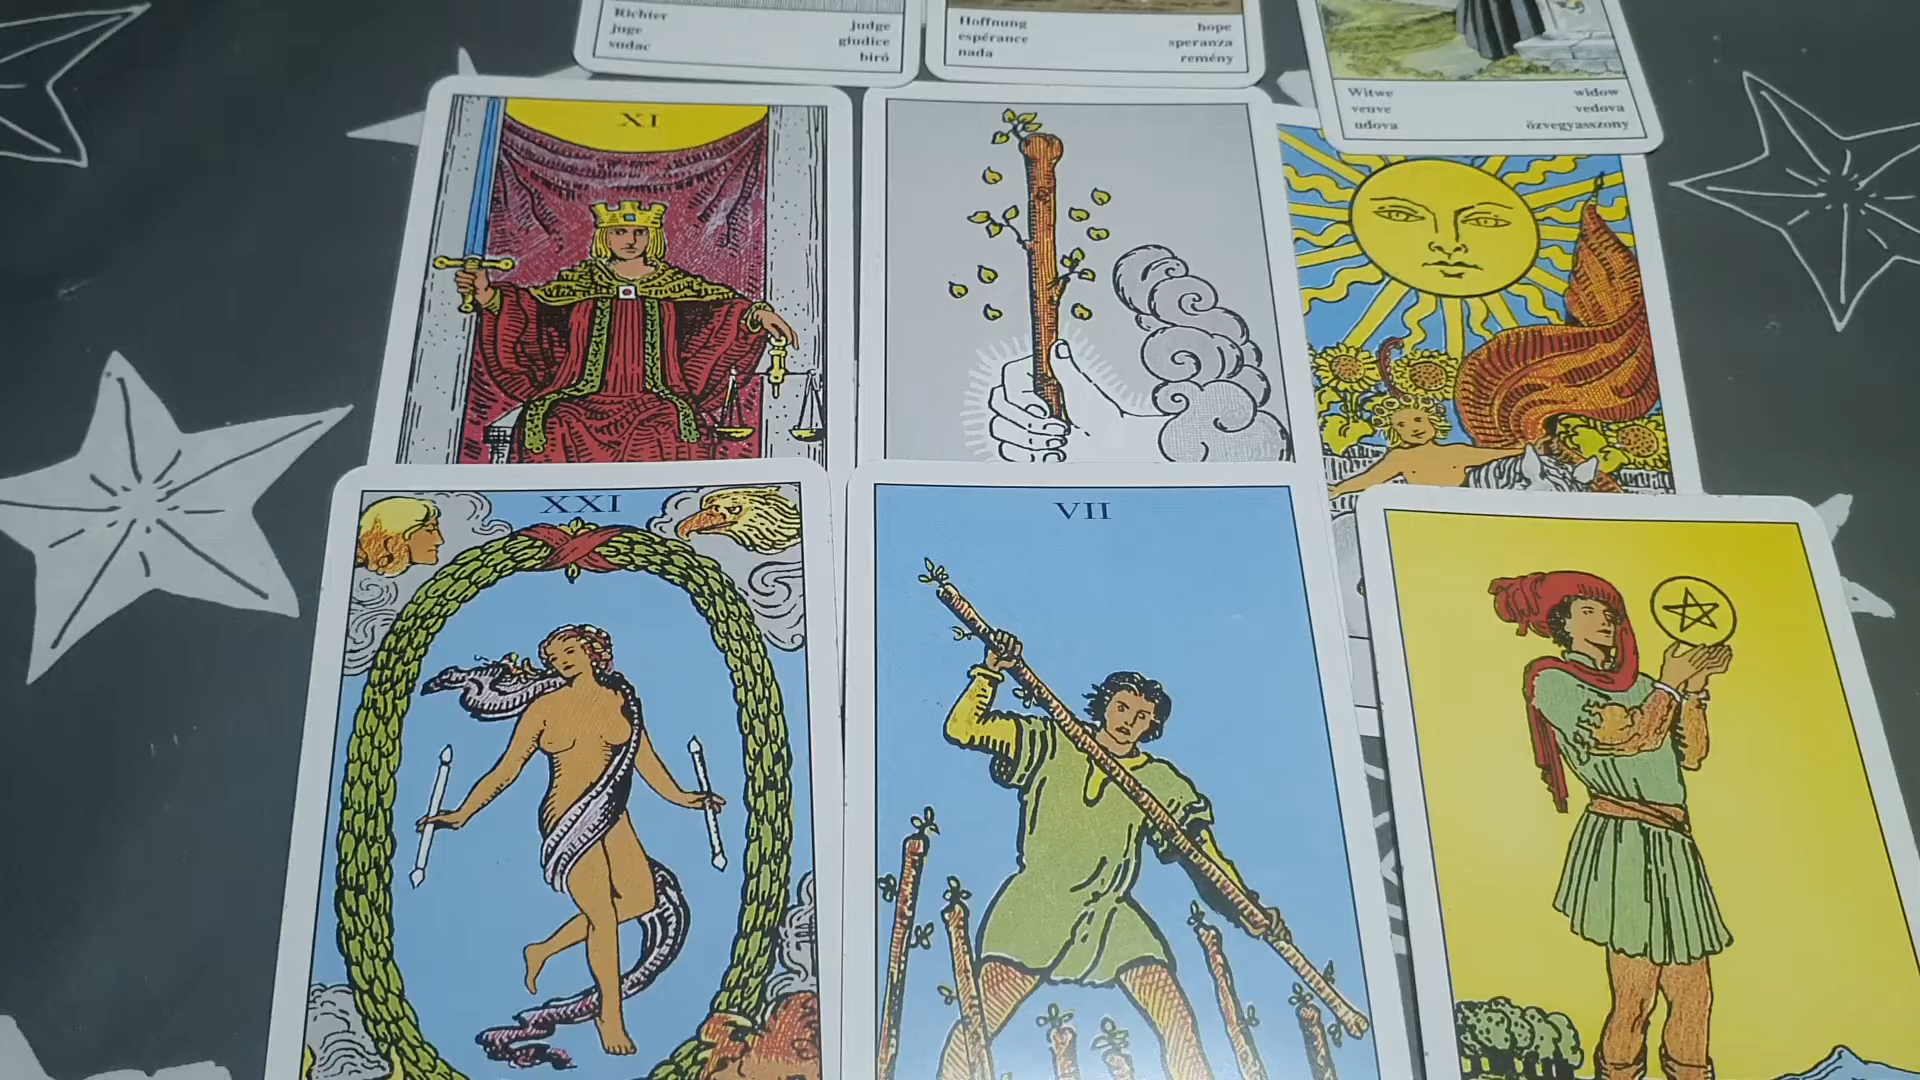 Richter judge
juge giudice
sudac biró
Hoffnung hope
espérance speranza
nada remény
Witwe widow
veuve vedova
udova özvegyasszony
XI
XXI
VII